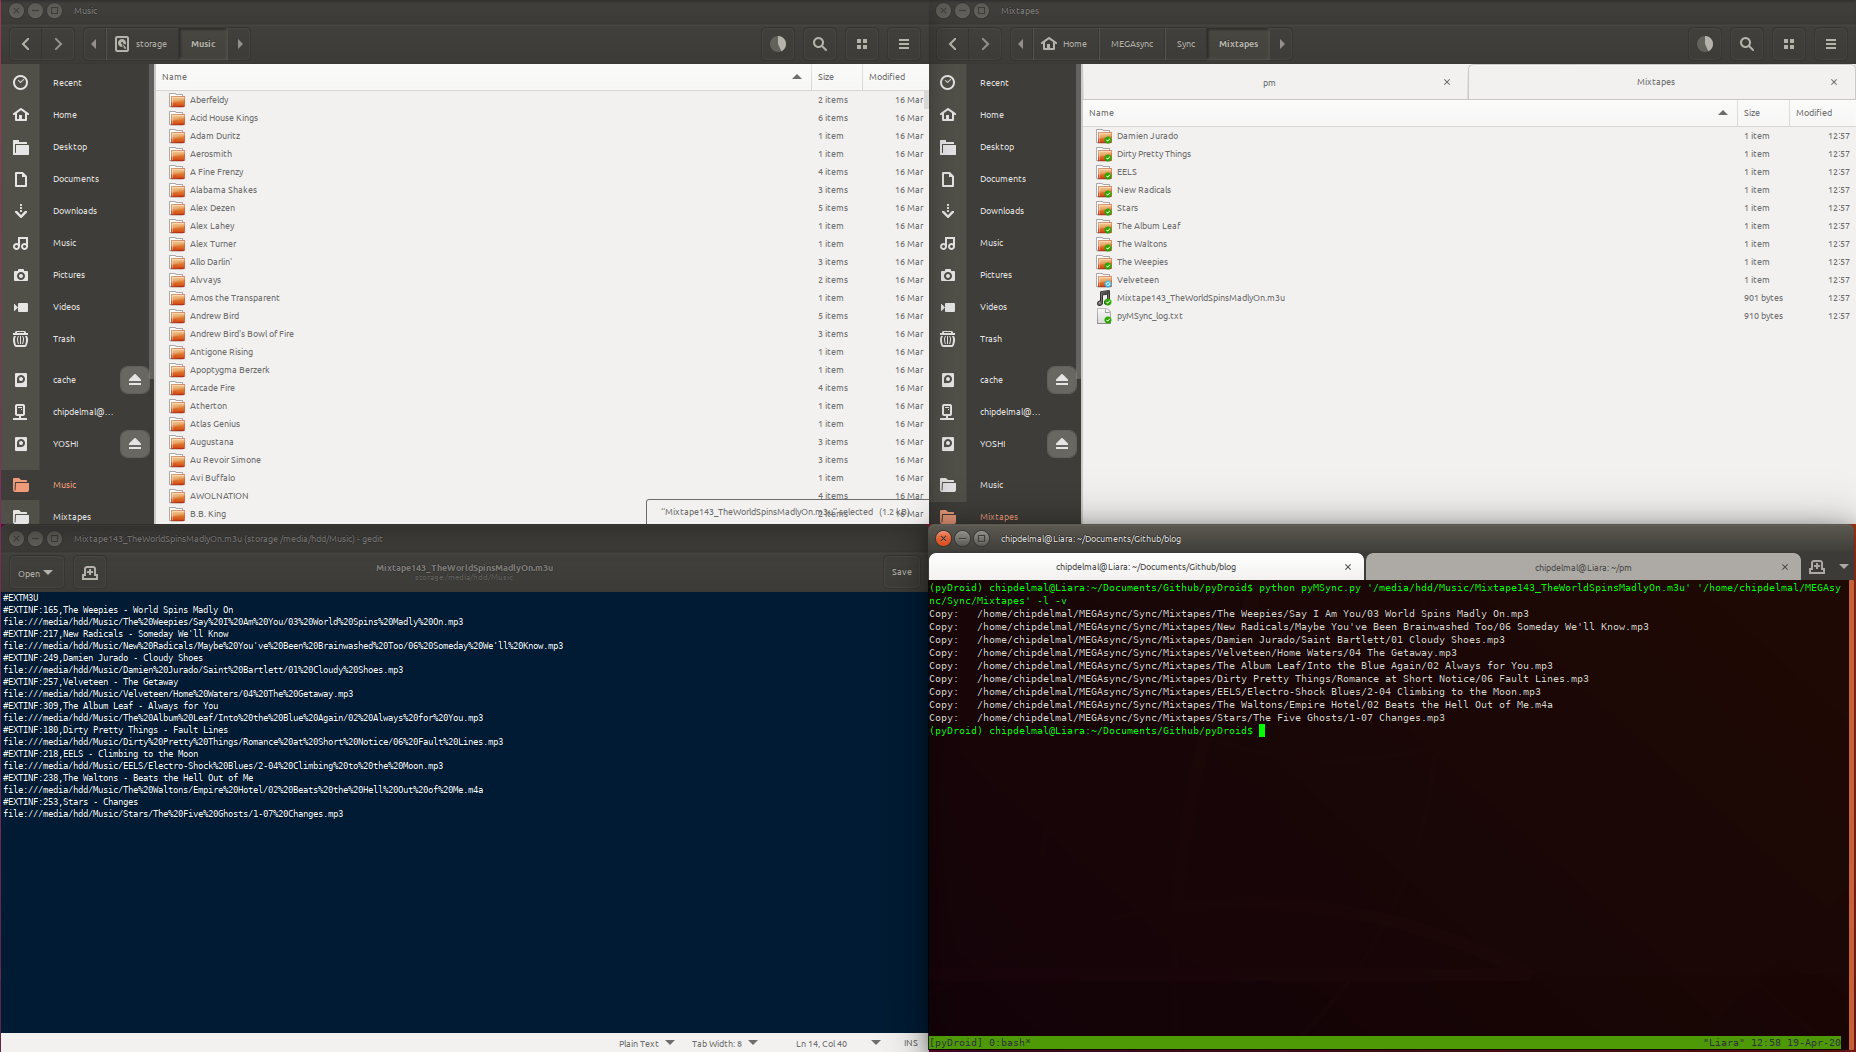 Music
storage
Music
Recent
Home
Desktop
Documents
Downloads
Music
Pictures
Videos
Trash
cache
chipdelmal@...
YOSHI
Music
Mixtapes
Name Size Modified
Aberfeldy 2 items 16 Mar
Acid House Kings 6 items 16 Mar
Adam Duritz 1 item 16 Mar
Aerosmith 1 item 16 Mar
A Fine Frenzy 4 items 16 Mar
Alabama Shakes 3 items 16 Mar
Alex Dezen 5 items 16 Mar
Alex Lahey 1 item 16 Mar
Alex Turner 1 item 16 Mar
Allo Darlin' 3 items 16 Mar
Alvvays 2 items 16 Mar
Amos the Transparent 1 item 16 Mar
Andrew Bird 5 items 16 Mar
Andrew Bird's Bowl of Fire 3 items 16 Mar
Antigone Rising 1 item 16 Mar
Apoptygma Berzerk 1 item 16 Mar
Arcade Fire 4 items 16 Mar
Atherton 1 item 16 Mar
Atlas Genius 1 item 16 Mar
Augustana 3 items 16 Mar
Au Revoir Simone 3 items 16 Mar
Avi Buffalo 1 item 16 Mar
AWOLNATION 4 items 16 Mar
B.B. King 2 items 16 Mar
"Mixtape143_TheWorldSpinsMadlyOn.m3u" selected (1.2 kB)
Mixtapes
Home
MEGAsync
Sync
Mixtapes
Recent
Home
Desktop
Documents
Downloads
Music
Pictures
Videos
Trash
cache
chipdelmal@...
YOSHI
Music
Mixtapes
pm
Mixtapes
Name Size Modified
Damien Jurado 1 item 12:57
Dirty Pretty Things 1 item 12:57
EELS 1 item 12:57
New Radicals 1 item 12:57
Stars 1 item 12:57
The Album Leaf 1 item 12:57
The Waltons 1 item 12:57
The Weepies 1 item 12:57
Velveteen 1 item 12:57
Mixtape143_TheWorldSpinsMadlyOn.m3u 901 bytes 12:57
pyMSync_log.txt 910 bytes 12:57
Mixtape143_TheWorldSpinsMadlyOn.m3u (storage /media/hdd/Music) - gedit
Open
Mixtape143_TheWorldSpinsMadlyOn.m3u
storage /media/hdd/Music
Save
#EXTM3U
#EXTINF:165,The Weepies - World Spins Madly On
file:///media/hdd/Music/The%20Weepies/Say%20I%20Am%20You/03%20World%20Spins%20Madly%20On.mp3
#EXTINF:217,New Radicals - Someday We'll Know
file:///media/hdd/Music/New%20Radicals/Maybe%20You've%20Been%20Brainwashed%20Too/06%20Someday%20We'll%20Know.mp3
#EXTINF:249,Damien Jurado - Cloudy Shoes
file:///media/hdd/Music/Damien%20Jurado/Saint%20Bartlett/01%20Cloudy%20Shoes.mp3
#EXTINF:257,Velveteen - The Getaway
file:///media/hdd/Music/Velveteen/Home%20Waters/04%20The%20Getaway.mp3
#EXTINF:309,The Album Leaf - Always for You
file:///media/hdd/Music/The%20Album%20Leaf/Into%20the%20Blue%20Again/02%20Always%20for%20You.mp3
#EXTINF:180,Dirty Pretty Things - Fault Lines
file:///media/hdd/Music/Dirty%20Pretty%20Things/Romance%20at%20Short%20Notice/06%20Fault%20Lines.mp3
#EXTINF:218,EELS - Climbing to the Moon
file:///media/hdd/Music/EELS/Electro-Shock%20Blues/2-04%20Climbing%20to%20the%20Moon.mp3
#EXTINF:238,The Waltons - Beats the Hell Out of Me
file:///media/hdd/Music/The%20Waltons/Empire%20Hotel/02%20Beats%20the%20Hell%20Out%20of%20Me.m4a
#EXTINF:253,Stars - Changes
file:///media/hdd/Music/Stars/The%20Five%20Ghosts/1-07%20Changes.mp3
Plain Text Tab Width: 8 Ln 14, Col 40 INS
chipdelmal@Liara: ~/Documents/Github/blog
chipdelmal@Liara: ~/Documents/Github/blog
chipdelmal@Liara: ~/pm
(pyDroid) chipdelmal@Liara:~/Documents/Github/pyDroid$ python pyMSync.py '/media/hdd/Music/Mixtape143_TheWorldSpinsMadlyOn.m3u' '/home/chipdelmal/MEGAsy
nc/Sync/Mixtapes' -l -v
Copy: /home/chipdelmal/MEGAsync/Sync/Mixtapes/The Weepies/Say I Am You/03 World Spins Madly On.mp3
Copy: /home/chipdelmal/MEGAsync/Sync/Mixtapes/New Radicals/Maybe You've Been Brainwashed Too/06 Someday We'll Know.mp3
Copy: /home/chipdelmal/MEGAsync/Sync/Mixtapes/Damien Jurado/Saint Bartlett/01 Cloudy Shoes.mp3
Copy: /home/chipdelmal/MEGAsync/Sync/Mixtapes/Velveteen/Home Waters/04 The Getaway.mp3
Copy: /home/chipdelmal/MEGAsync/Sync/Mixtapes/The Album Leaf/Into the Blue Again/02 Always for You.mp3
Copy: /home/chipdelmal/MEGAsync/Sync/Mixtapes/Dirty Pretty Things/Romance at Short Notice/06 Fault Lines.mp3
Copy: /home/chipdelmal/MEGAsync/Sync/Mixtapes/EELS/Electro-Shock Blues/2-04 Climbing to the Moon.mp3
Copy: /home/chipdelmal/MEGAsync/Sync/Mixtapes/The Waltons/Empire Hotel/02 Beats the Hell Out of Me.m4a
Copy: /home/chipdelmal/MEGAsync/Sync/Mixtapes/Stars/The Five Ghosts/1-07 Changes.mp3
(pyDroid) chipdelmal@Liara:~/Documents/Github/pyDroid$
[pyDroid] 0:bash* "Liara" 12:58 19-Apr-20